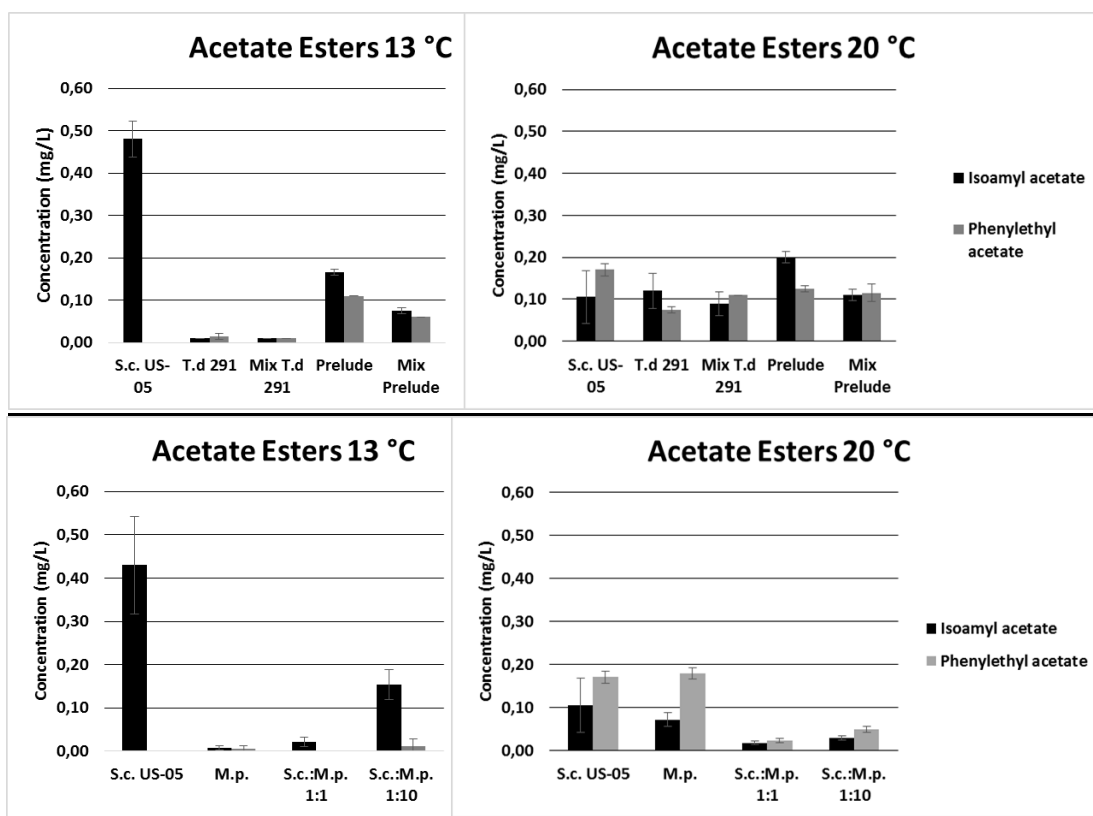 Acetate Esters 13 °C
Concentration (mg/L)
0,60
0,50
0,40
0,30
0,20
0,10
0,00
S.c. US-
05
T.d 291
Mix T.d
291
Prelude
Mix
Prelude
Acetate Esters 20 °C
Concentration (mg/L)
0,60
0,50
0,40
0,30
0,20
0,10
0,00
S.c. US-
05
T.d 291
Mix T.d
291
Prelude
Mix
Prelude
Isoamyl acetate
Phenylethyl
acetate
Acetate Esters 13 °C
Concentration (mg/L)
0,60
0,50
0,40
0,30
0,20
0,10
0,00
S.c. US-05
M.p.
S.c.:M.p.
1:1
S.c.:M.p.
1:10
Acetate Esters 20 °C
Concentration (mg/L)
0,60
0,50
0,40
0,30
0,20
0,10
0,00
S.c. US-05
M.p.
S.c.:M.p.
1:1
S.c.:M.p.
1:10
Isoamyl acetate
Phenylethyl acetate